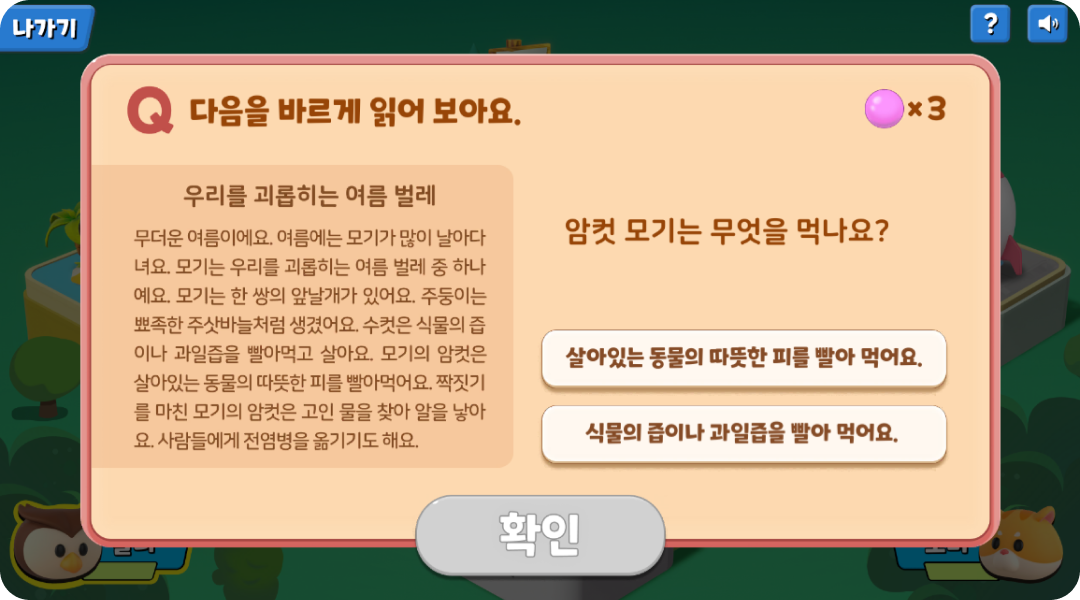 나가기
?
Q 다음을 바르게 읽어 보아요.
×3
우리를 괴롭히는 여름 벌레
무더운 여름이에요. 여름에는 모기가 많이 날아다
녀요. 모기는 우리를 괴롭히는 여름 벌레 중 하나
예요. 모기는 한 쌍의 앞날개가 있어요. 주둥이는
뾰족한 주삿바늘처럼 생겼어요. 수컷은 식물의 즙
이나 과일즙을 빨아먹고 살아요. 모기의 암컷은
살아있는 동물의 따뜻한 피를 빨아먹어요. 짝짓기
를 마친 모기의 암컷은 고인 물을 찾아 알을 낳아
요. 사람들에게 전염병을 옮기기도 해요.
암컷 모기는 무엇을 먹나요?
살아있는 동물의 따뜻한 피를 빨아 먹어요.
식물의 즙이나 과일즙을 빨아 먹어요.
확인